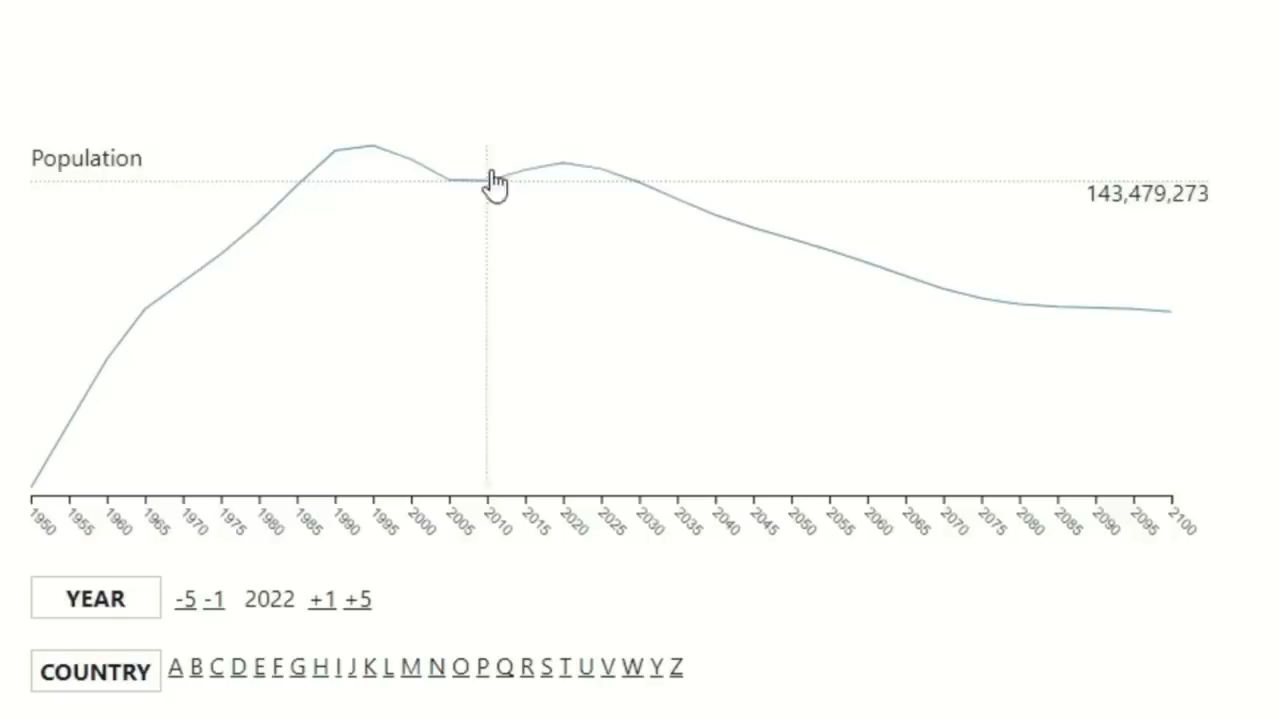 Population
143,479,273
1950 1955 1960 1965 1970 1975 1980 1985 1990 1995 2000 2005 2010 2015 2020 2025 2030 2035 2040 2045 2050 2055 2060 2065 2070 2075 2080 2085 2090 2095 2100
YEAR -5 -1 2022 +1 +5
COUNTRY A B C D E F G H I J K L M N O P Q R S T U V W Y Z